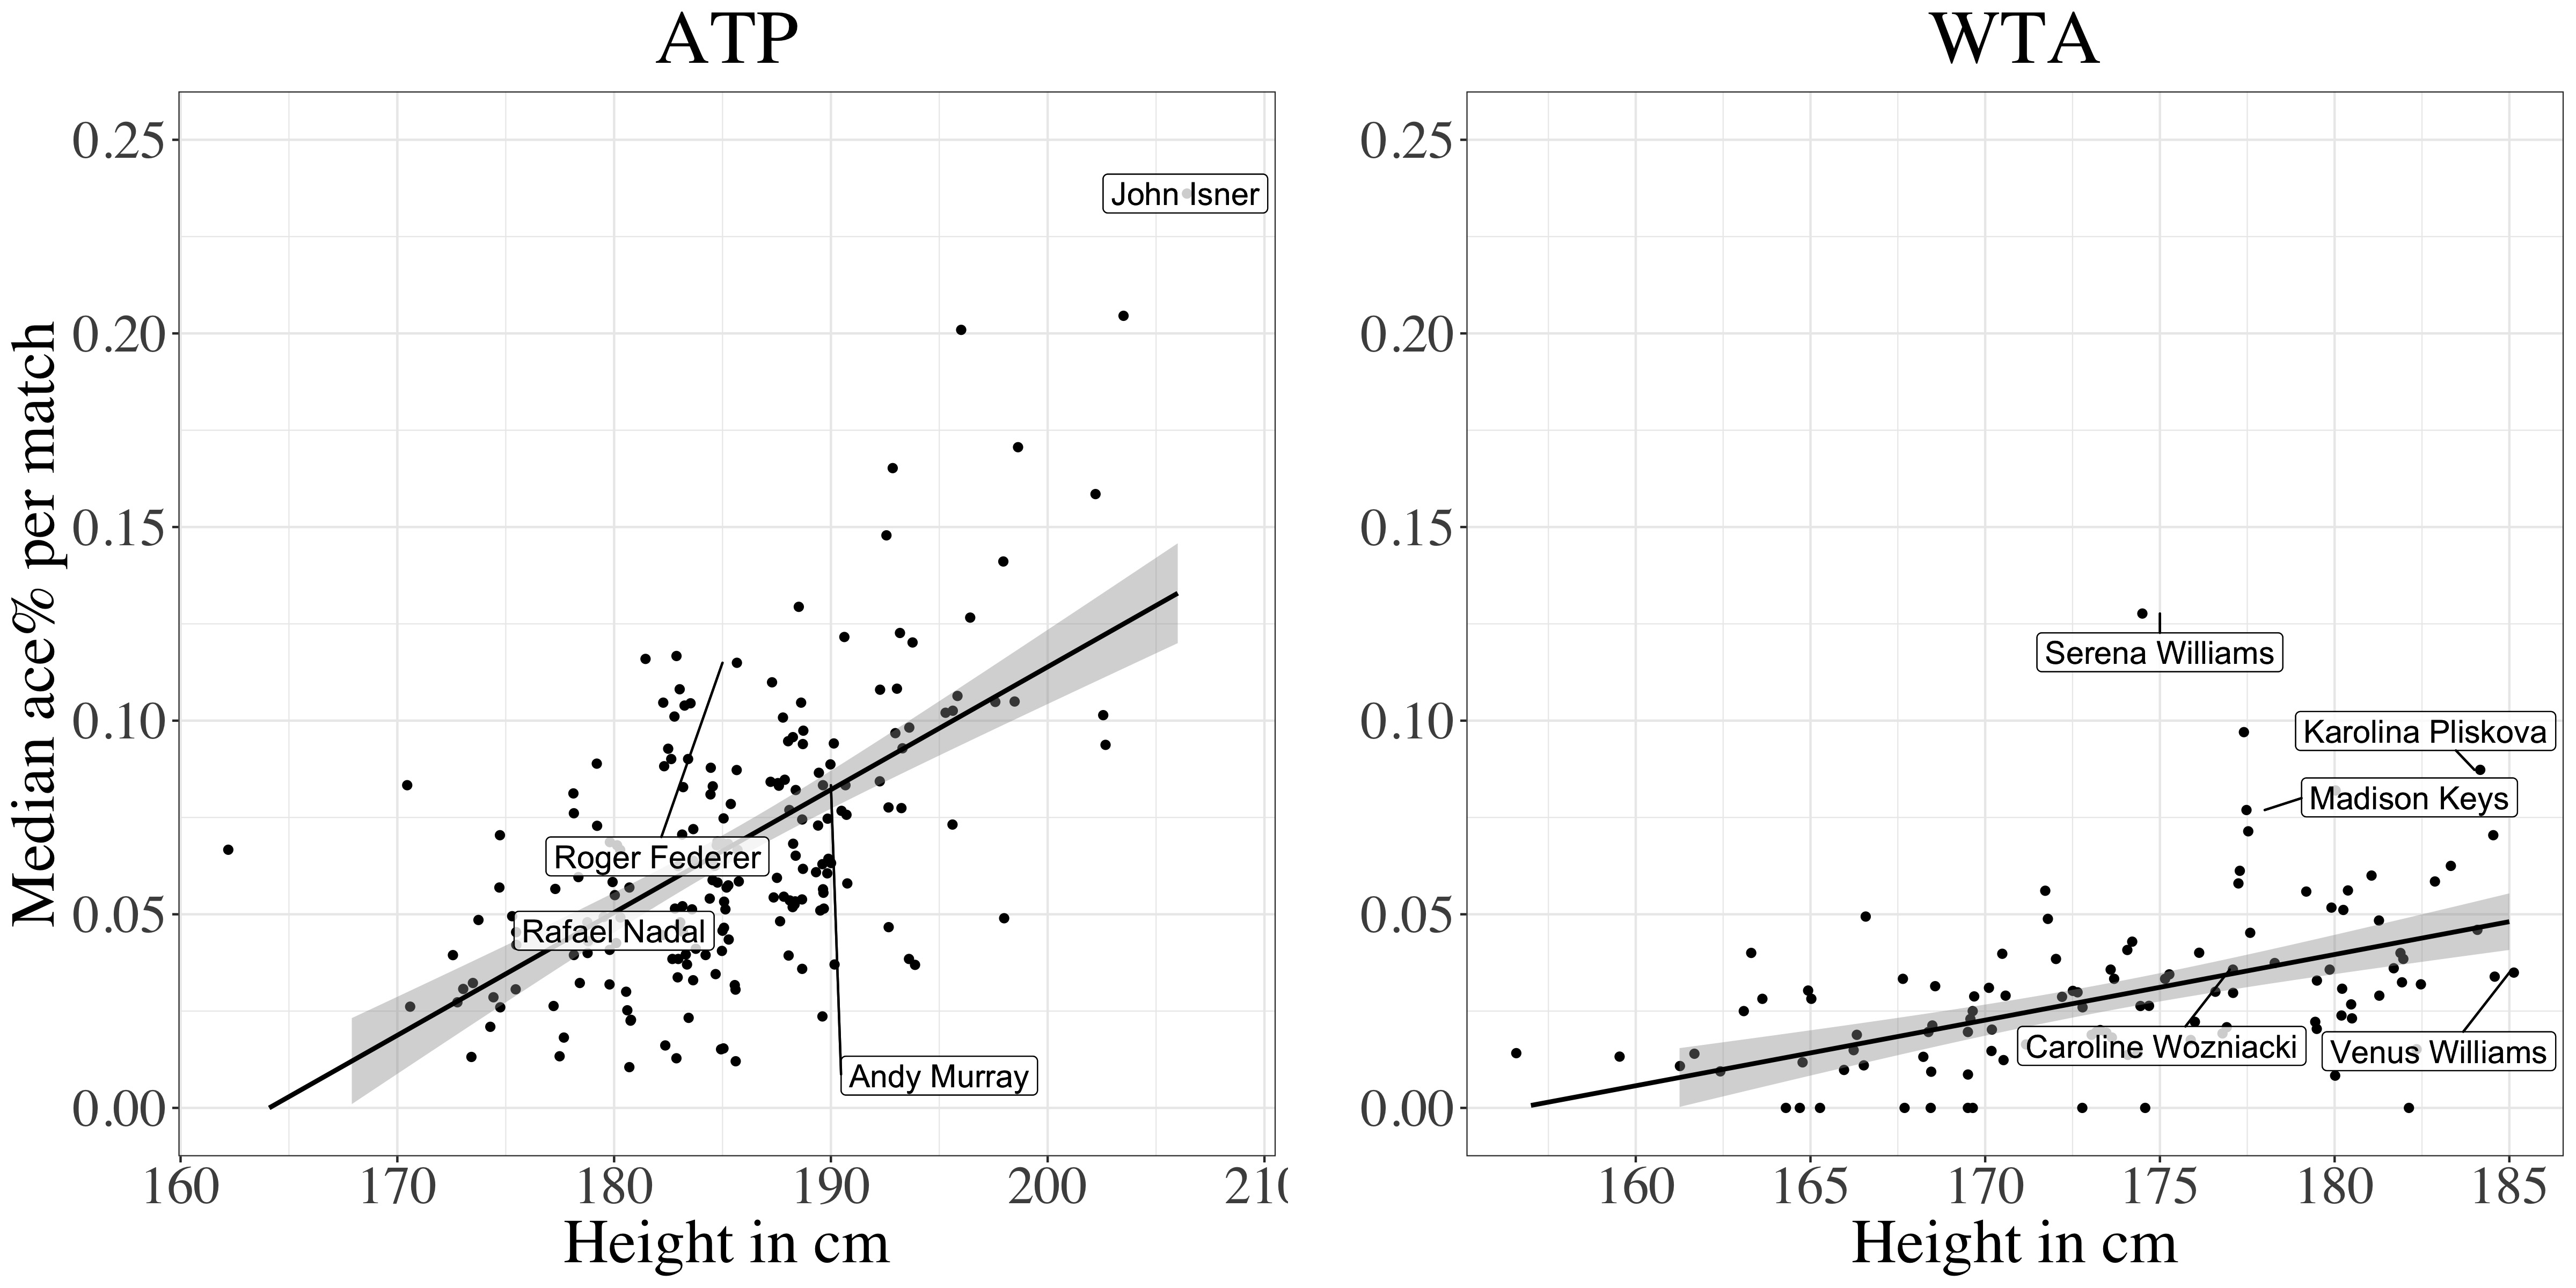 ATP
WTA
Median ace% per match
0.25
0.20
0.15
0.10
0.05
0.00
John Isner
Roger Federer
Rafael Nadal
Andy Murray
160 170 180 190 200 210
Height in cm
0.25
0.20
0.15
0.10
0.05
0.00
Serena Williams
Karolina Pliskova
Madison Keys
Caroline Wozniacki
Venus Williams
160 165 170 175 180 185
Height in cm